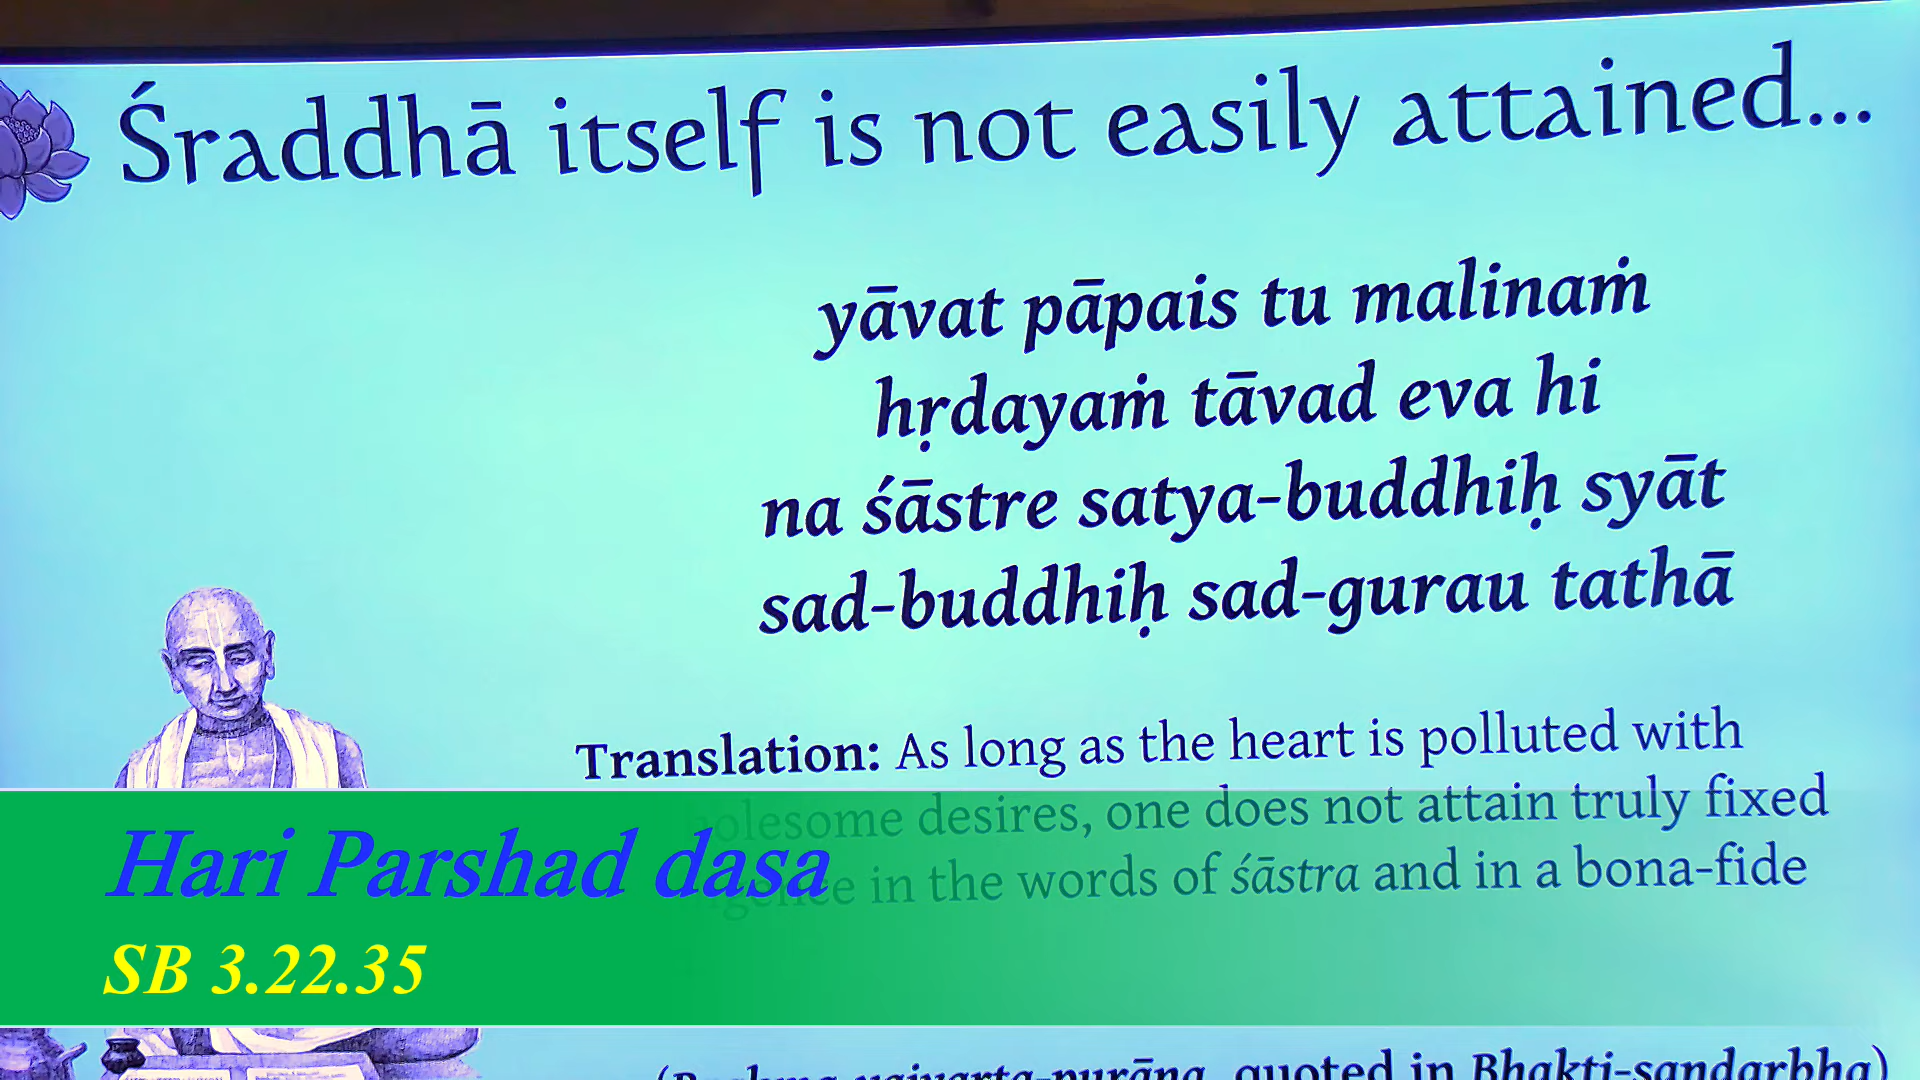 Śraddhā itself is not easily attained...
yāvat pāpais tu malinaṁ
hṛdayaṁ tāvad eva hi
na śāstre satya-buddhiḥ syāt
sad-buddhiḥ sad-gurau tathā
Translation: As long as the heart is polluted with
desires, one does not attain truly fixed
in the words of śāstra and in a bona-fide
Hari Parshad dasa
SB 3.22.35
quoted in Bhakti-sandarbha)